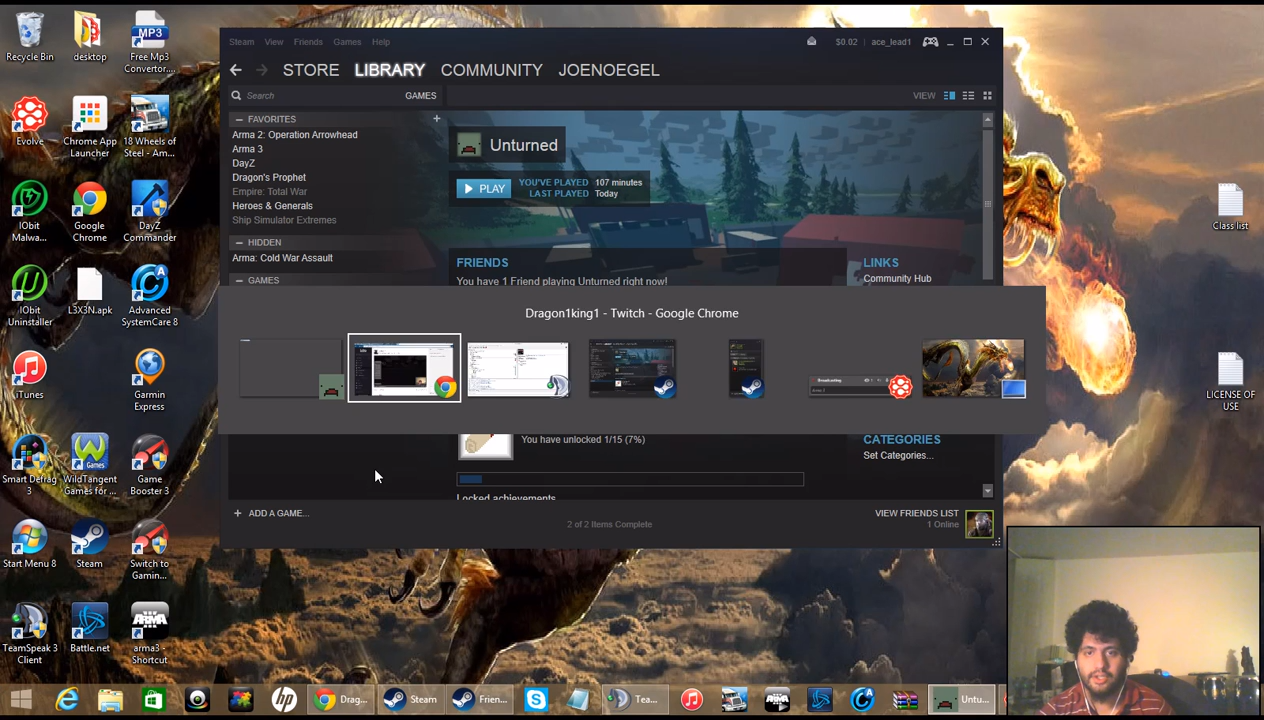 Recycle Bin
desktop
Free Mp3
Convertor....
MP3
Evolve
Chrome App
Launcher
18 Wheels of
Steel - Am...
IObit
Malwa...
Google
Chrome
DayZ
Commander
IObit
Uninstaller
L3X3N.apk
Advanced
SystemCare 8
iTunes
Garmin
Express
Smart Defrag
3
WildTangent
Games for ...
Game
Booster 3
Start Menu 8
Steam
Switch to
Gamin...
TeamSpeak 3
Client
Battle.net
arma3 -
Shortcut
ARMA
Steam View Friends Games Help
$0.02 ace_lead1
STORE LIBRARY COMMUNITY JOENOEGEL
Search GAMES
VIEW
FAVORITES
Arma 2: Operation Arrowhead
Arma 3
DayZ
Dragon's Prophet
Empire: Total War
Heroes & Generals
Ship Simulator Extremes
HIDDEN
Arma: Cold War Assault
GAMES
Unturned
PLAY
YOU'VE PLAYED 107 minutes
LAST PLAYED Today
FRIENDS
You have 1 Friend playing Unturned right now!
LINKS
Community Hub
Dragon1king1 - Twitch - Google Chrome
You have unlocked 1/15 (7%)
Locked achievements
CATEGORIES
Set Categories...
+ ADD A GAME...
2 of 2 Items Complete
VIEW FRIENDS LIST
1 Online
Class list
LICENSE OF
USE
hp
Drag...
Steam
Frien...
Tea...
ARMA
Untu...